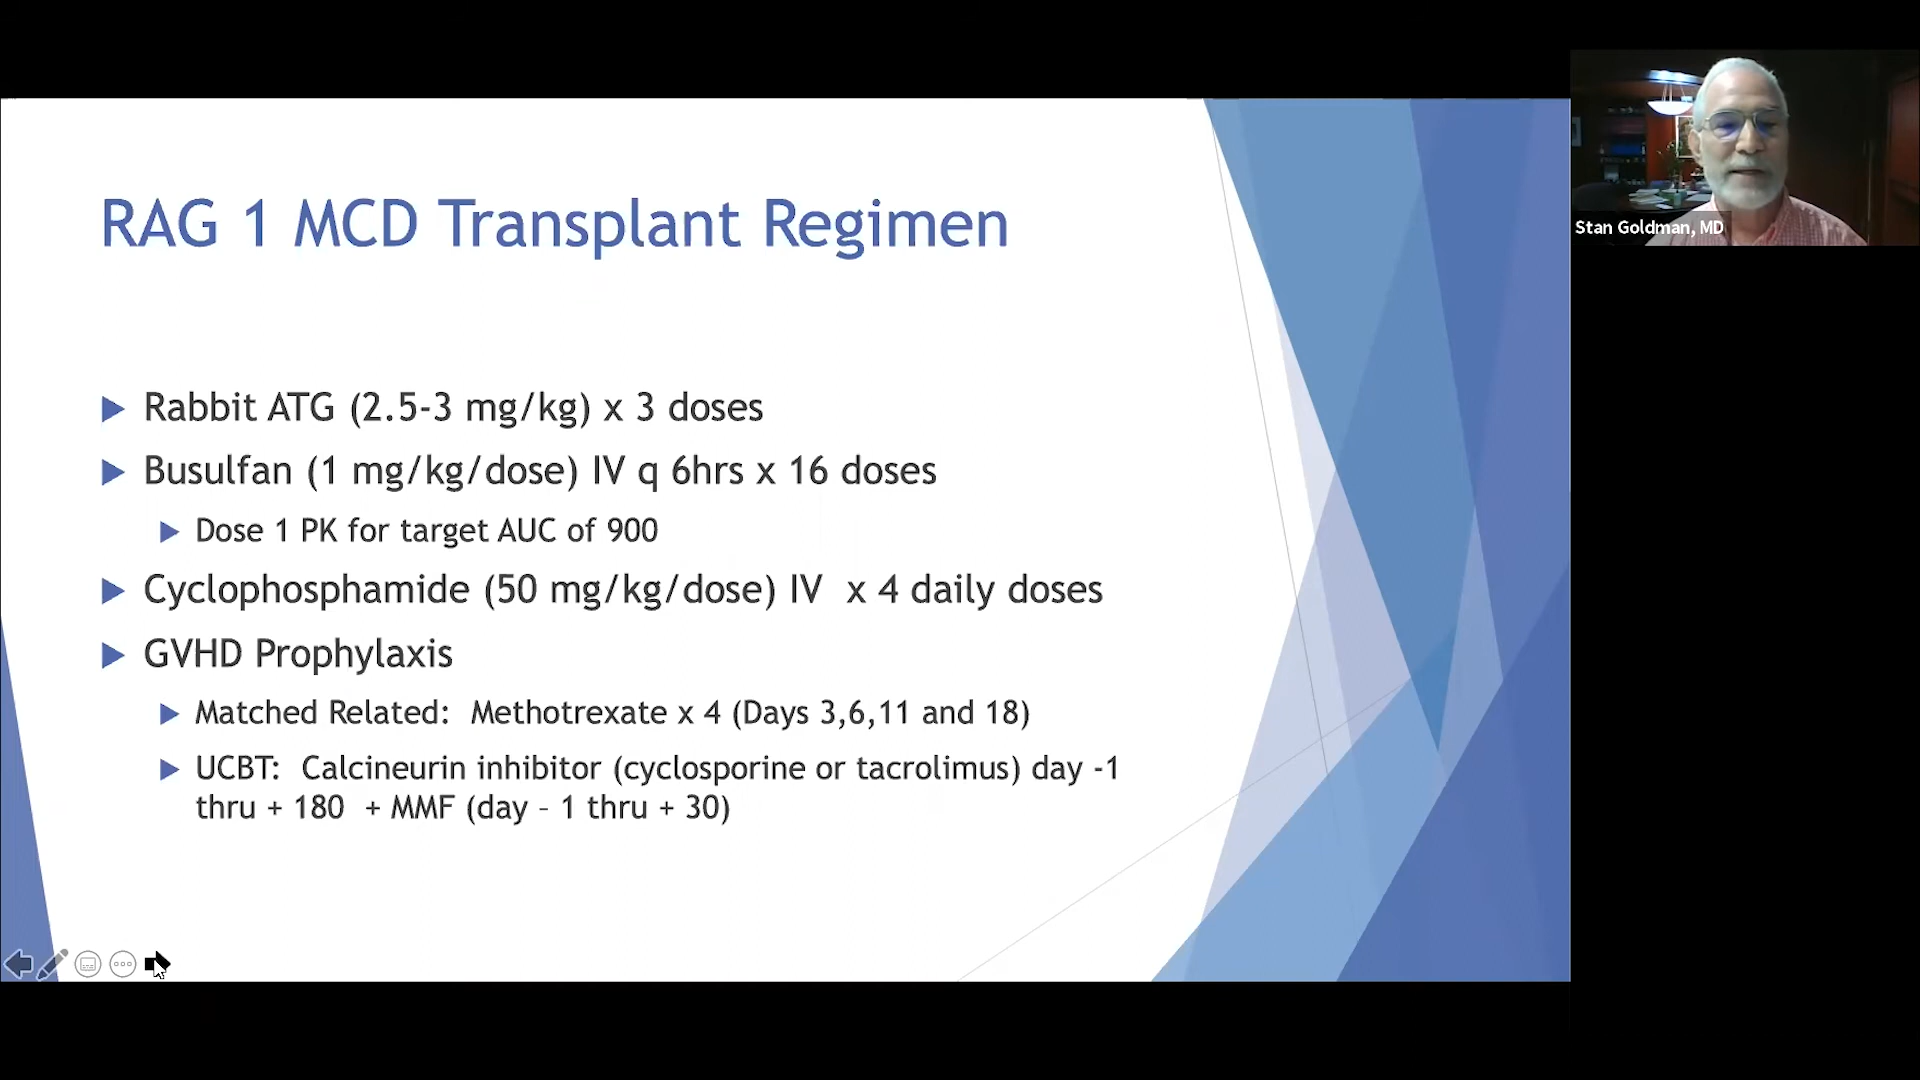 RAG 1 MCD Transplant Regimen
Rabbit ATG (2.5-3 mg/kg) x 3 doses
Busulfan (1 mg/kg/dose) IV q 6hrs x 16 doses
Dose 1 PK for target AUC of 900
Cyclophosphamide (50 mg/kg/dose) IV  x 4 daily doses
GVHD Prophylaxis
Matched Related:  Methotrexate x 4 (Days 3,6,11 and 18)
UCBT:  Calcineurin inhibitor (cyclosporine or tacrolimus) day -1
thru + 180  + MMF (day – 1 thru + 30)
Stan Goldman, MD